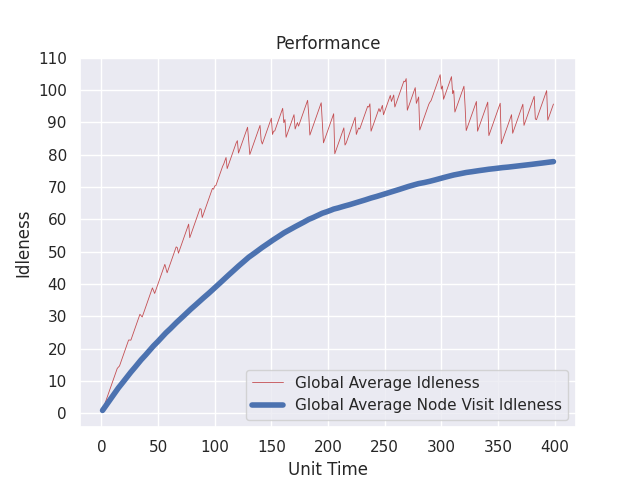 Performance
110
100
90
80
70
60
50
40
30
20
10
0
Idleness
Global Average Idleness
Global Average Node Visit Idleness
0 50 100 150 200 250 300 350 400
Unit Time